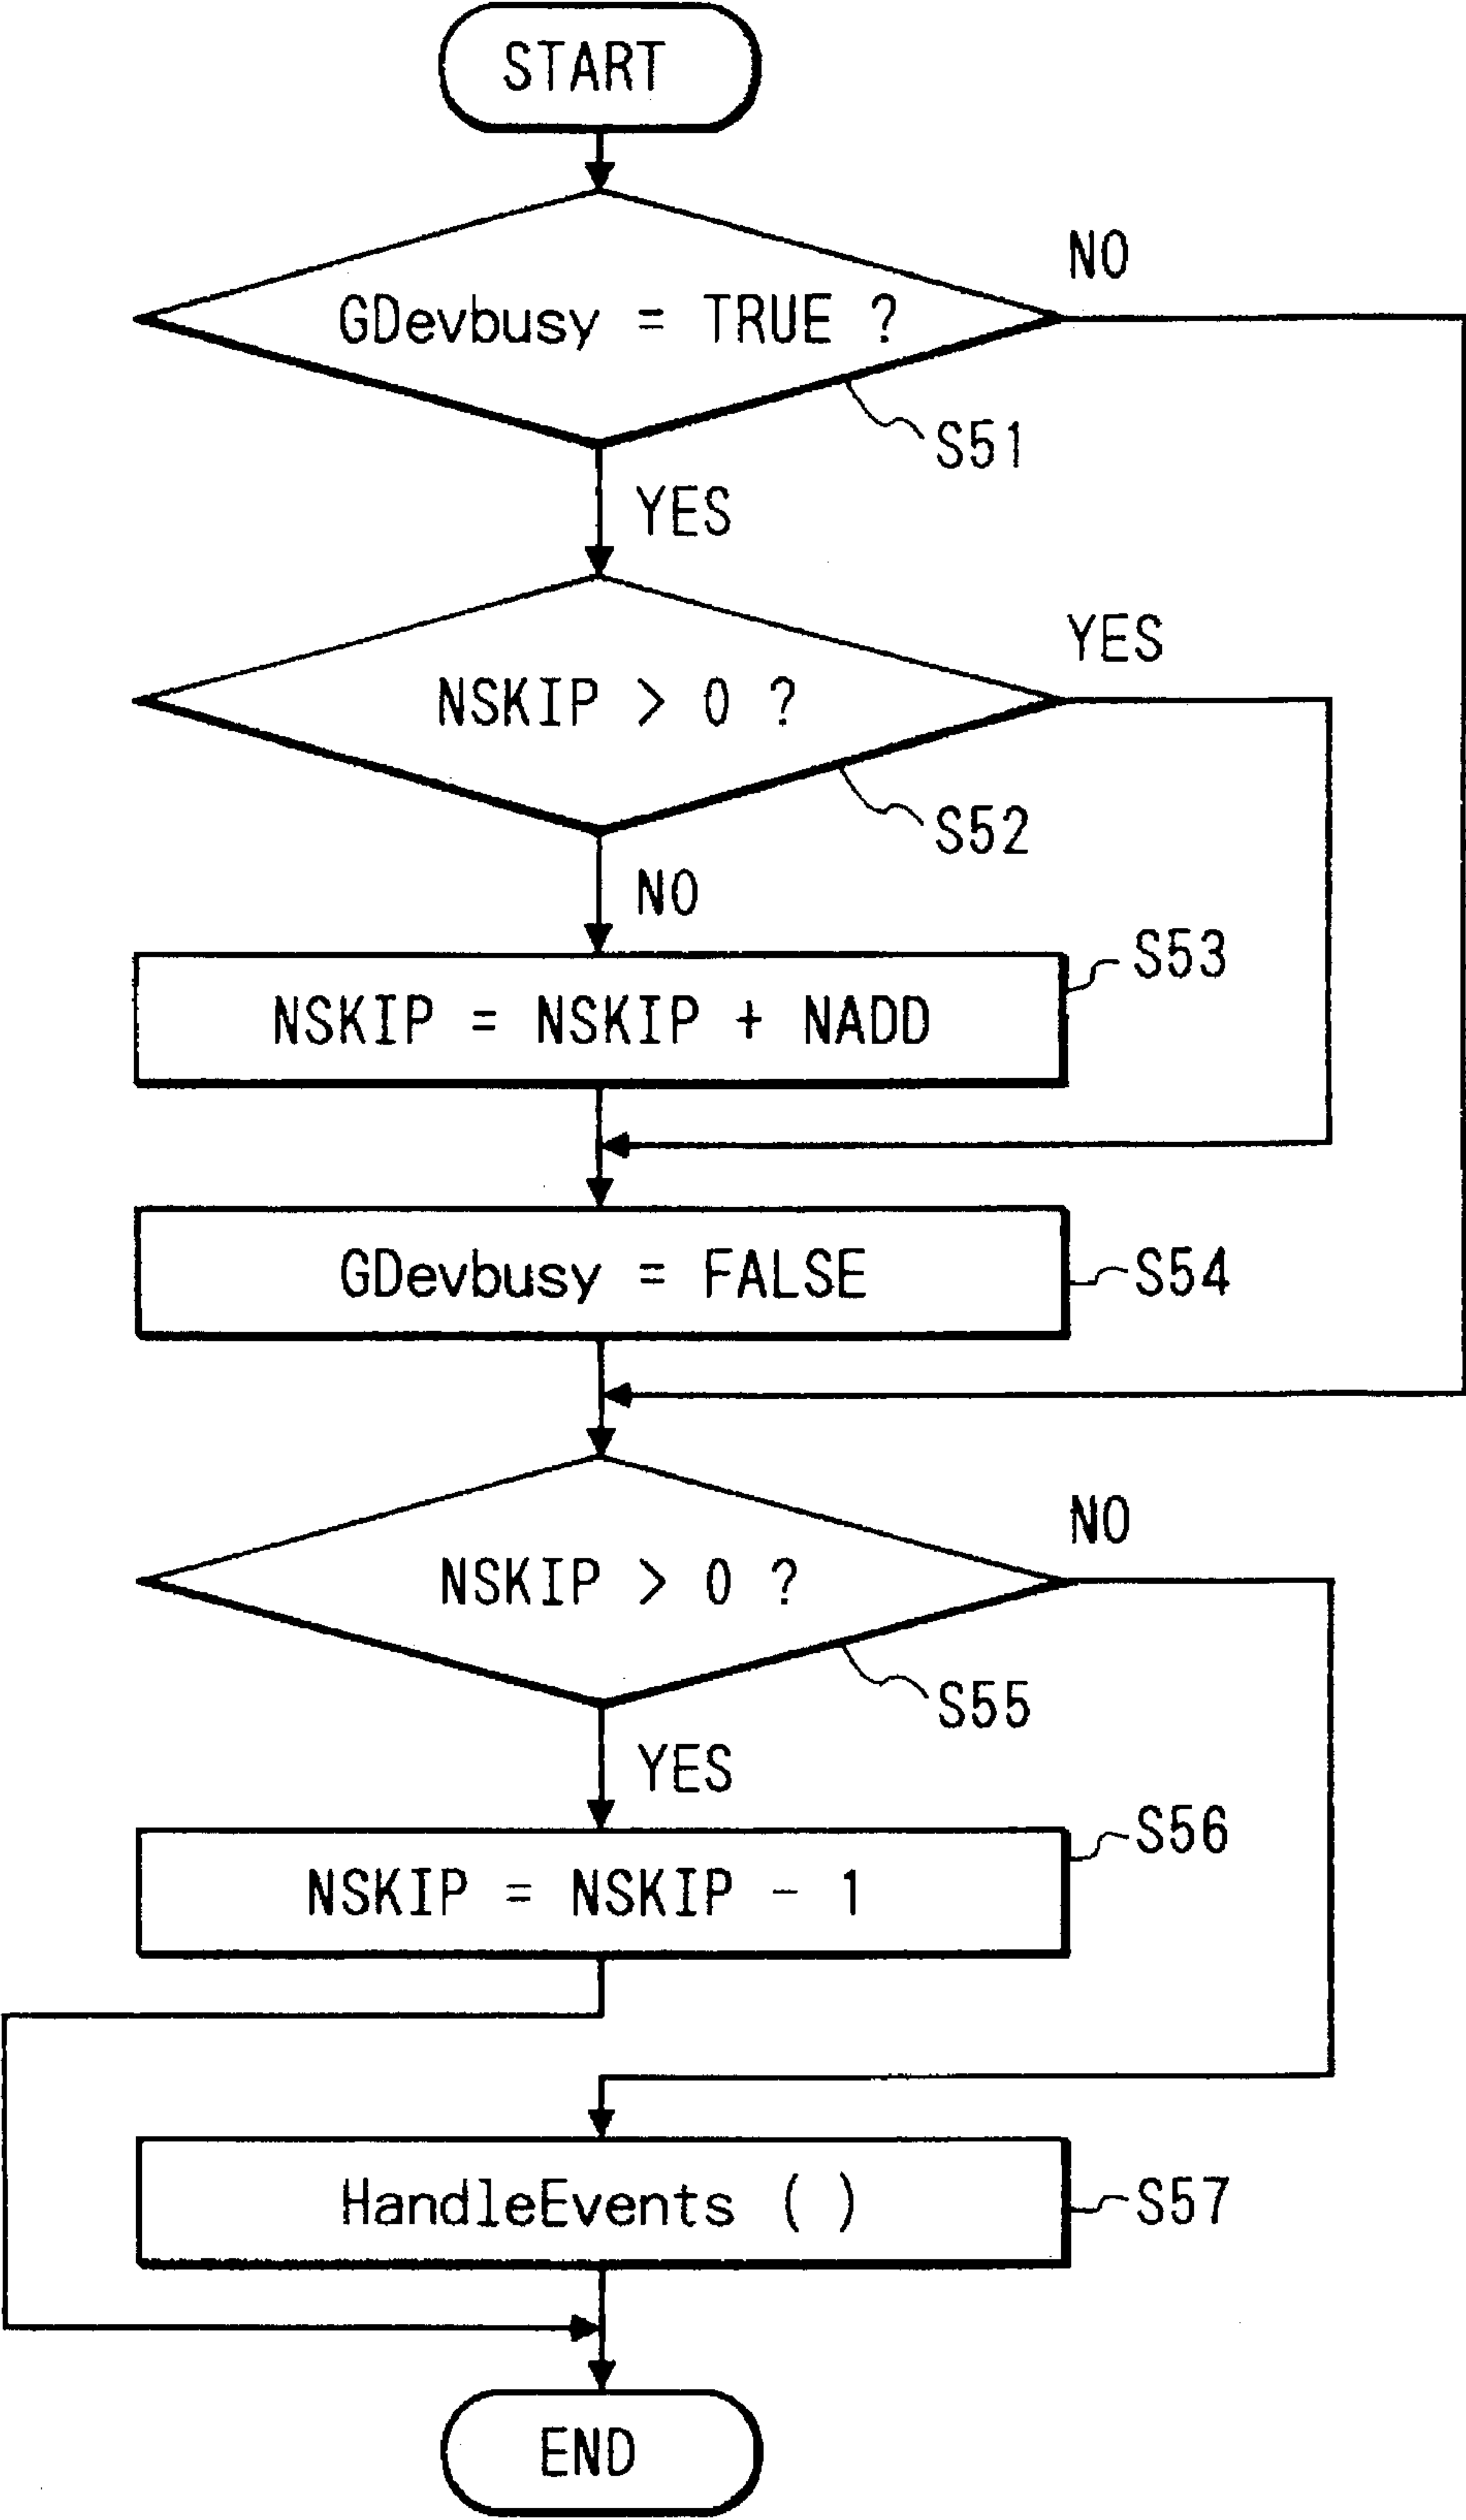 START
NO
GDevbusy = TRUE ?
S51
YES
YES
NSKIP > 0 ?
S52
NO
S53
NSKIP = NSKIP + NADD
GDevbusy = FALSE
S54
NO
NSKIP > 0 ?
S55
YES
S56
NSKIP = NSKIP - 1
HandleEvents ( )
S57
END